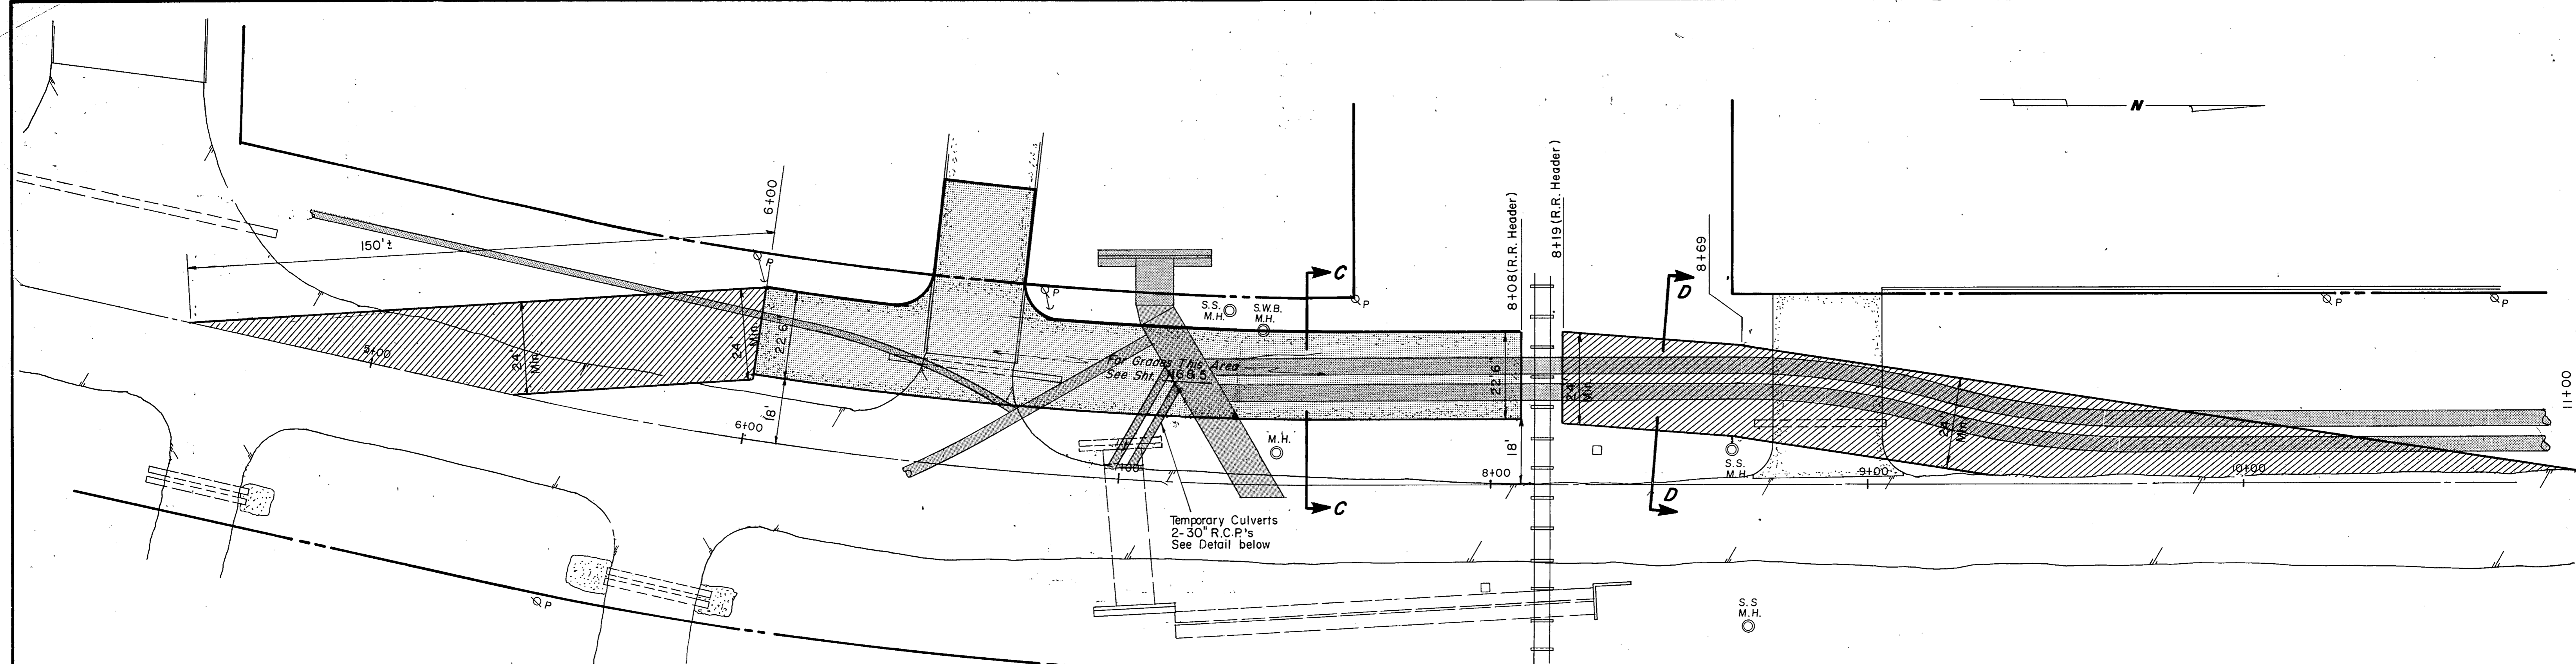 N
150'±
6+00
P
P
P
P
P
8+08 (R.R. Header)
8+19 (R.R. Header)
8+69
C
D
S.S.
M.H.
S.W.B.
M.H.
24'
Min.
24'
Min.
22'6"
For Grades This Area
See Sht.
22'6"
24'
Min.
24'
Min.
5+00
6+00
18'
7+00
M.H.
18'
8+00
S.S.
M.H.
9+00
10+00
11+00
C
D
Temporary Culverts
2-30" R.C.P.'s
See Detail below
P
S.S
M.H.